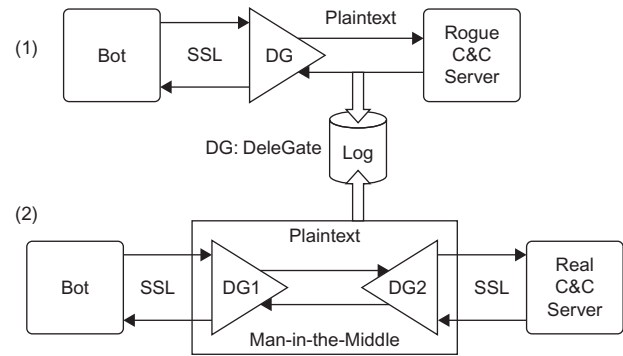 (1)
Bot
SSL
DG
Plaintext
Rogue
C&C
Server
DG: DeleGate
Log
(2)
Bot
SSL
DG1
Plaintext
DG2
Man-in-the-Middle
SSL
Real
C&C
Server